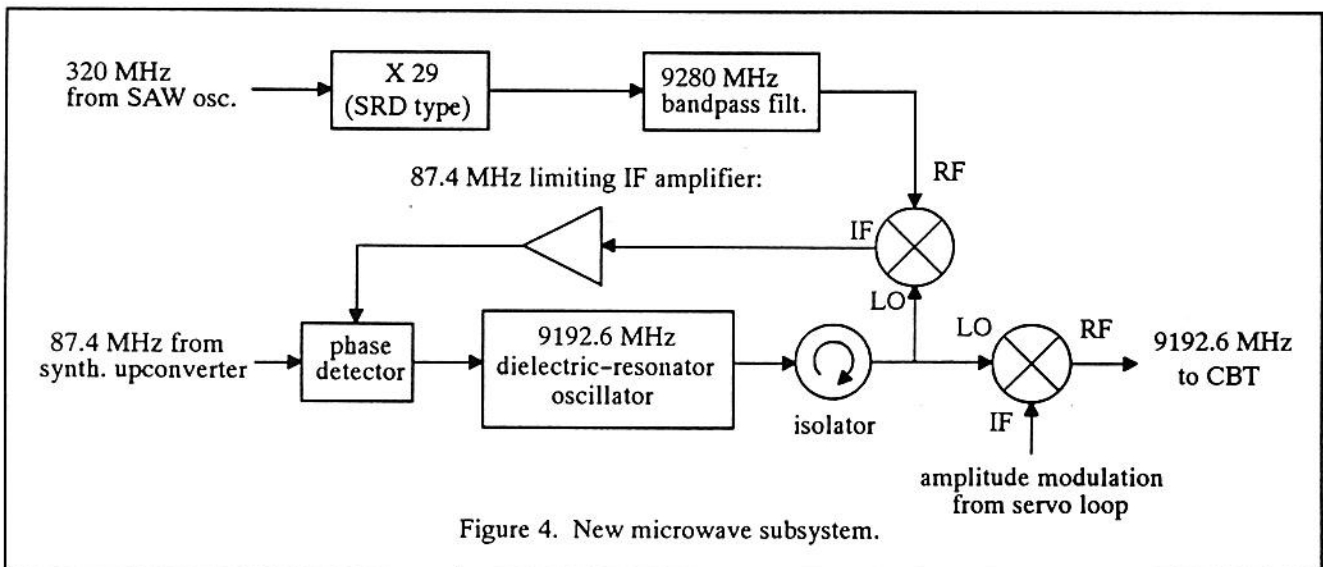 320 MHz
from SAW osc.
X 29
(SRD type)
9280 MHz
bandpass filt.
RF
87.4 MHz limiting IF amplifier:
IF
LO
87.4 MHz from
synth. upconverter
phase
detector
9192.6 MHz
dielectric-resonator
oscillator
isolator
LO
RF
IF
9192.6 MHz
to CBT
amplitude modulation
from servo loop
Figure 4. New microwave subsystem.